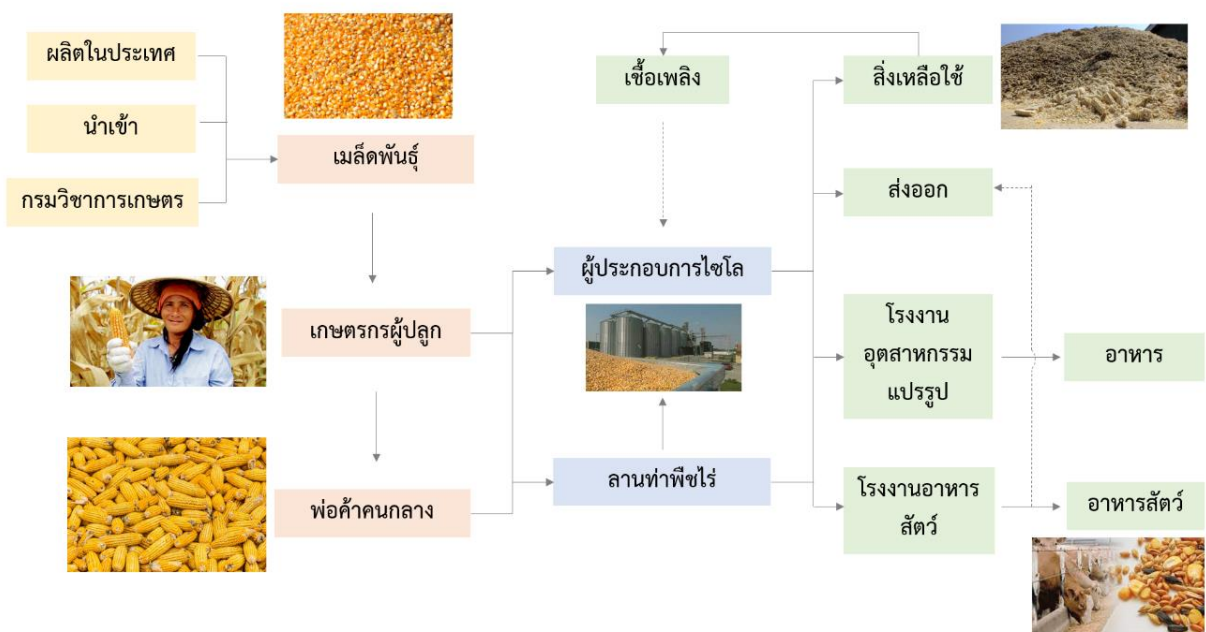 ผลิตในประเทศ
นำเข้า
กรมวิชาการเกษตร
เมล็ดพันธุ์
เกษตรกรผู้ปลูก
พ่อค้าคนกลาง
เชื้อเพลิง
ผู้ประกอบการไซโล
ลานท่าพืชไร่
สิ่งเหลือใช้
ส่งออก
โรงงาน
อุตสาหกรรม
แปรรูป
โรงงานอาหาร
สัตว์
อาหาร
อาหารสัตว์